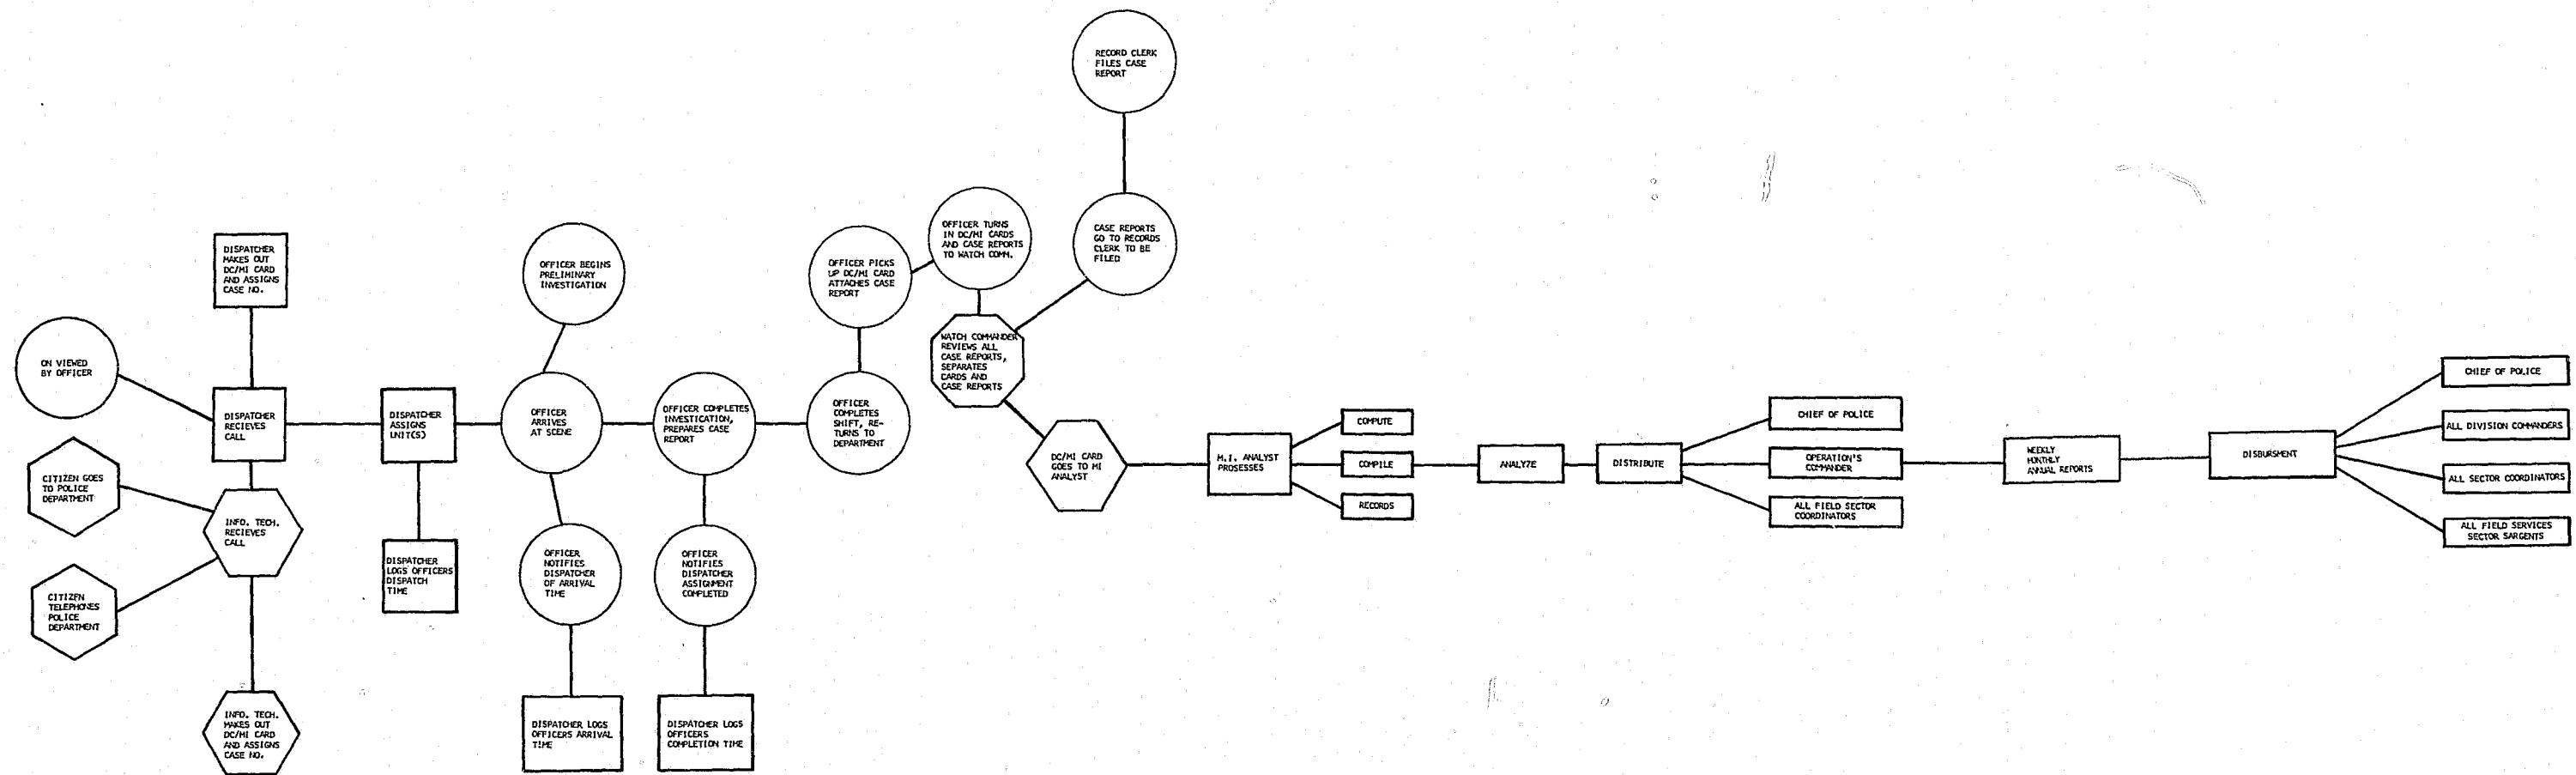 RECORD CLERK
FILES CASE
REPORT
OFFICER TURNS
IN DC/MI CARDS
AND CASE REPORTS
TO WATCH COMM.
CASE REPORTS
GO TO RECORDS
CLERK TO BE
FILED
DISPATCHER
MAKES OUT
DC/MI CARD
AND ASSIGNS
CASE NO.
OFFICER BEGINS
PRELIMINARY
INVESTIGATION
OFFICER PICKS
UP DC/MI CARD
ATTACHES CASE
REPORT
ON VIEWED
BY OFFICER
WATCH COMMANDER
REVIEWS ALL
CASE REPORTS,
SEPARATES
CARDS AND
CASE REPORTS
DISPATCHER
RECIEVES
CALL
DISPATCHER
ASSIGNS
UNIT(S)
OFFICER
ARRIVES
AT SCENE
OFFICER COMPLETES
INVESTIGATION,
PREPARES CASE
REPORT
OFFICER
COMPLETES
SHIFT, RE-
TURNS TO
DEPARTMENT
CITIZEN GOES
TO POLICE
DEPARTMENT
INFO. TECH.
RECIEVES
CALL
CITIZEN
TELEPHONES
POLICE
DEPARTMENT
INFO. TECH.
MAKES OUT
DC/MI CARD
AND ASSIGNS
CASE NO.
DISPATCHER
LOGS OFFICERS
DISPATCH
TIME
OFFICER
NOTIFIES
DISPATCHER
OF ARRIVAL
TIME
OFFICER
NOTIFIES
DISPATCHER
ASSIGNMENT
COMPLETED
DISPATCHER LOGS
OFFICERS ARRIVAL
TIME
DISPATCHER LOGS
OFFICERS
COMPLETION TIME
DC/MI CARD
GOES TO MI
ANALYST
M.I. ANALYST
PROSESSES
COMPUTE
COMPILE
RECORDS
ANALYZE
DISTRIBUTE
CHIEF OF POLICE
OPERATION'S
COMMANDER
ALL FIELD SECTOR
COORDINATORS
WEEKLY
MONTHLY
ANNUAL REPORTS
DISBURSMENT
CHIEF OF POLICE
ALL DIVISION COMMANDERS
ALL SECTOR COORDINATORS
ALL FIELD SERVICES
SECTOR SARGENTS